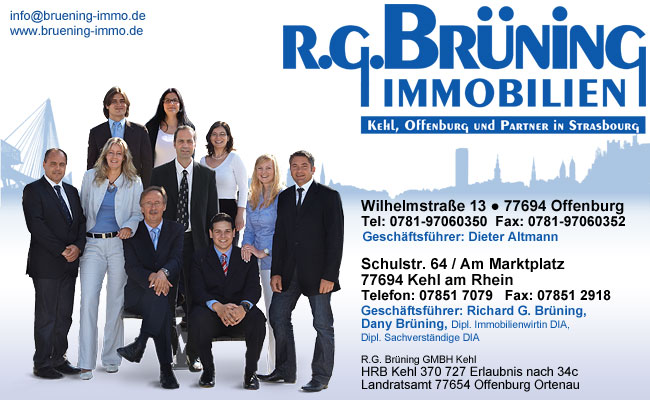 info@bruening-immo.de
www.bruening-immo.de
R.G.BRÜNING
IMMOBILIEN
Kehl, Offenburg und Partner in Strasbourg
Wilhelmstraße 13 ● 77694 Offenburg
Tel: 0781-97060350 Fax: 0781-97060352
Geschäftsführer: Dieter Altmann
Schulstr. 64 / Am Marktplatz
77694 Kehl am Rhein
Telefon: 07851 7079 Fax: 07851 2918
Geschäftsführer: Richard G. Brüning,
Dany Brüning, Dipl. Immobilienwirtin DIA,
Dipl. Sachverständige DIA
R.G. Brüning GMBH Kehl
HRB Kehl 370 727 Erlaubnis nach 34c
Landratsamt 77654 Offenburg Ortenau